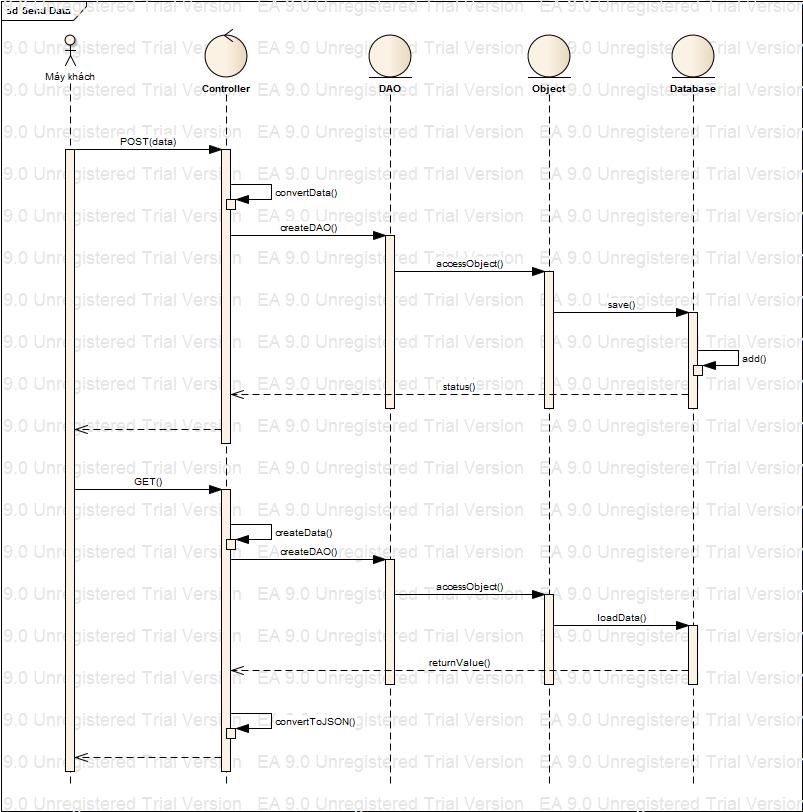 sd Send Data
Máy khách
Controller
DAO
Object
Database
POST(data)
convertData()
createDAO()
accessObject()
save()
add()
status()
GET()
createData()
createDAO()
accessObject()
loadData()
returnValue()
convertToJSON()
EA 9.0 Unregistered Trial Version